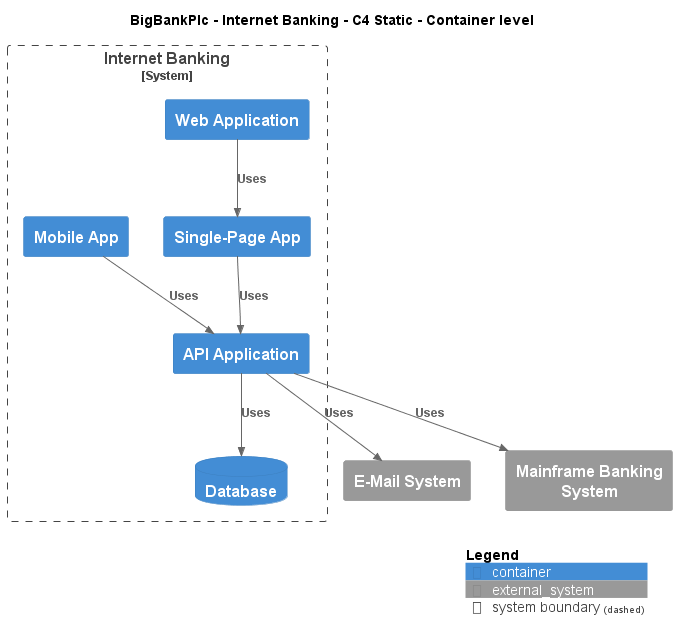 BigBankPlc - Internet Banking - C4 Static - Container level
Internet Banking
[System]
Web Application
Uses
Mobile App
Single-Page App
Uses
Uses
API Application
Uses
Uses
Uses
Database
E-Mail System
Mainframe Banking
System
Legend
container
external_system
system boundary (dashed)